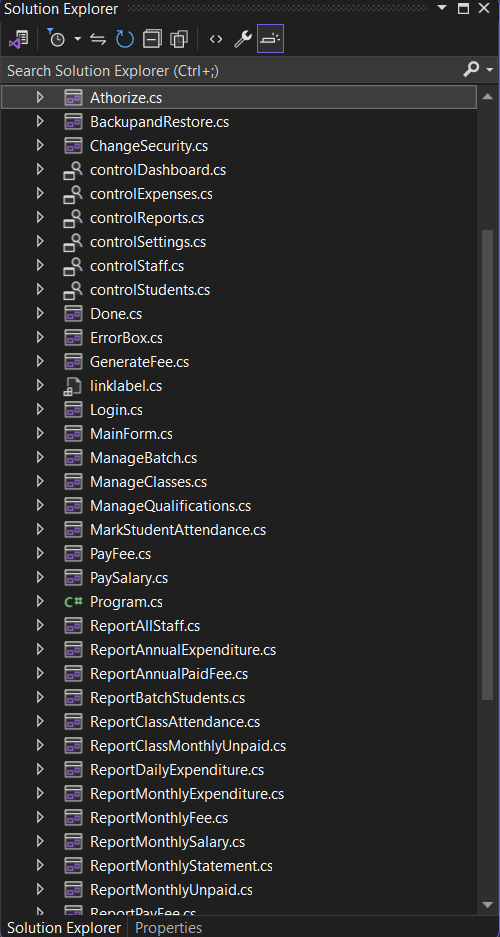 Solution Explorer
Search Solution Explorer (Ctrl+;)
Athorize.cs
BackupandRestore.cs
ChangeSecurity.cs
controlDashboard.cs
controlExpenses.cs
controlReports.cs
controlSettings.cs
controlStaff.cs
controlStudents.cs
Done.cs
ErrorBox.cs
GenerateFee.cs
linklabel.cs
Login.cs
MainForm.cs
ManageBatch.cs
ManageClasses.cs
ManageQualifications.cs
MarkStudentAttendance.cs
PayFee.cs
PaySalary.cs
C# Program.cs
ReportAllStaff.cs
ReportAnnualExpenditure.cs
ReportAnnualPaidFee.cs
ReportBatchStudents.cs
ReportClassAttendance.cs
ReportClassMonthlyUnpaid.cs
ReportDailyExpenditure.cs
ReportMonthlyExpenditure.cs
ReportMonthlyFee.cs
ReportMonthlySalary.cs
ReportMonthlyStatement.cs
ReportMonthlyUnpaid.cs
ReportPayFee.cs
Solution Explorer Properties